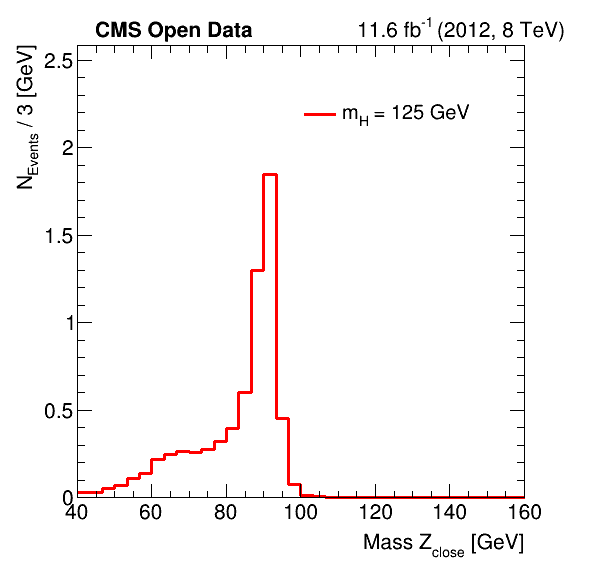 CMS Open Data 11.6 fb⁻¹ (2012, 8 TeV)
N_Events / 3 [GeV]
m_H = 125 GeV
2.5
2
1.5
1
0.5
0
40 60 80 100 120 140 160
Mass Z_close [GeV]